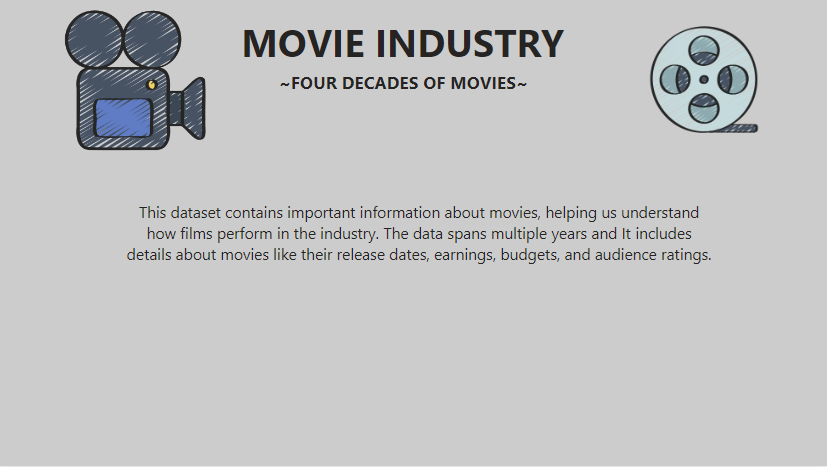 MOVIE INDUSTRY
~FOUR DECADES OF MOVIES~
This dataset contains important information about movies, helping us understand
how films perform in the industry. The data spans multiple years and It includes
details about movies like their release dates, earnings, budgets, and audience ratings.